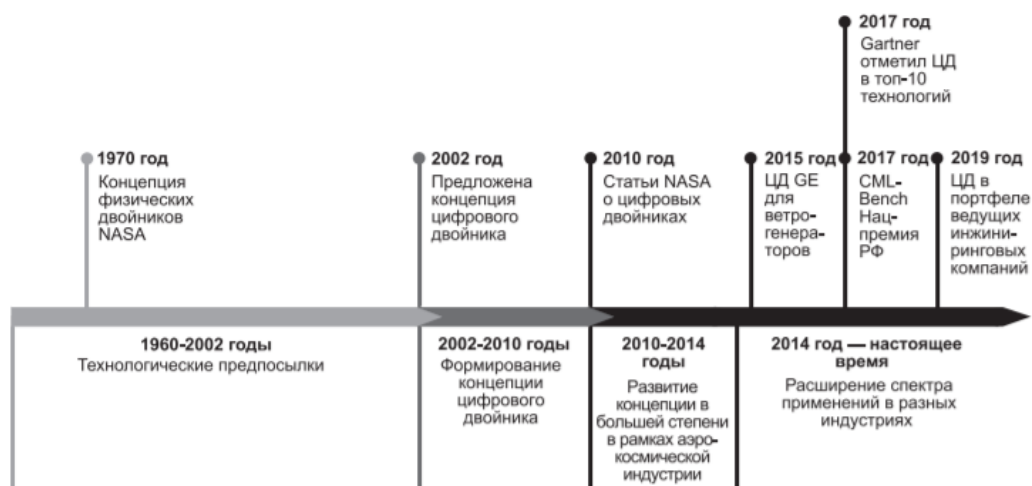 2017 год
Gartner
отметил ЦД
в топ-10
технологий
1970 год
Концепция
физических
двойников
NASA
2002 год
Предложена
концепция
цифрового
двойника
2010 год
Статьи NASA
о цифровых
двойниках
2015 год
ЦД GE
для
ветро-
генера-
торов
2017 год
CML-
Bench
Нац-
премия
РФ
2019 год
ЦД в
портфеле
ведущих
инжини-
ринговых
компаний
1960-2002 годы
Технологические предпосылки
2002-2010 годы
Формирование
концепции
цифрового
двойника
2010-2014
годы
Развитие
концепции в
большей степени
в рамках аэро-
космической
индустрии
2014 год — настоящее
время
Расширение спектра
применений в разных
индустриях